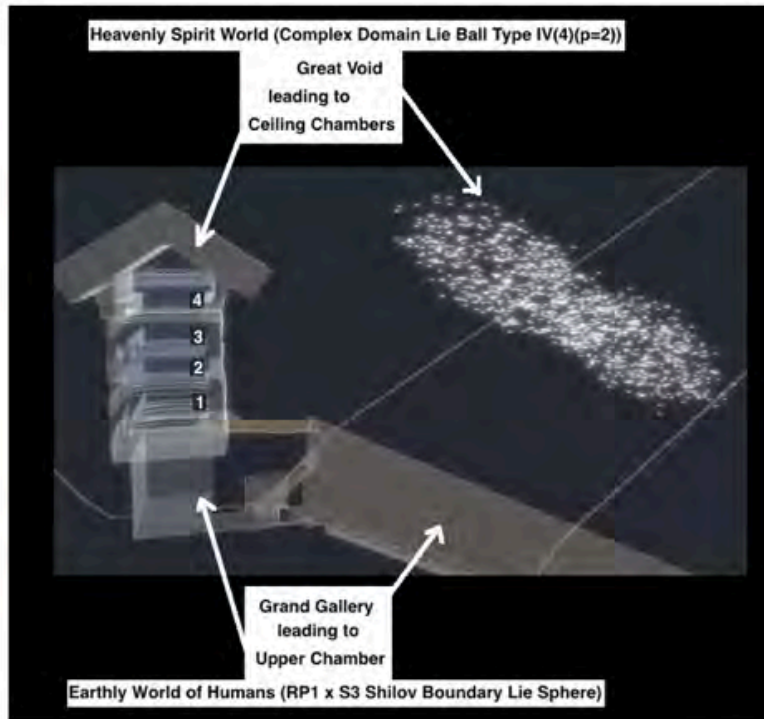 Heavenly Spirit World (Complex Domain Lie Ball Type IV(4)(p=2))
Great Void
leading to
Ceiling Chambers
4
3
2
1
Grand Gallery
leading to
Upper Chamber
Earthly World of Humans (RP1 x S3 Shilov Boundary Lie Sphere)